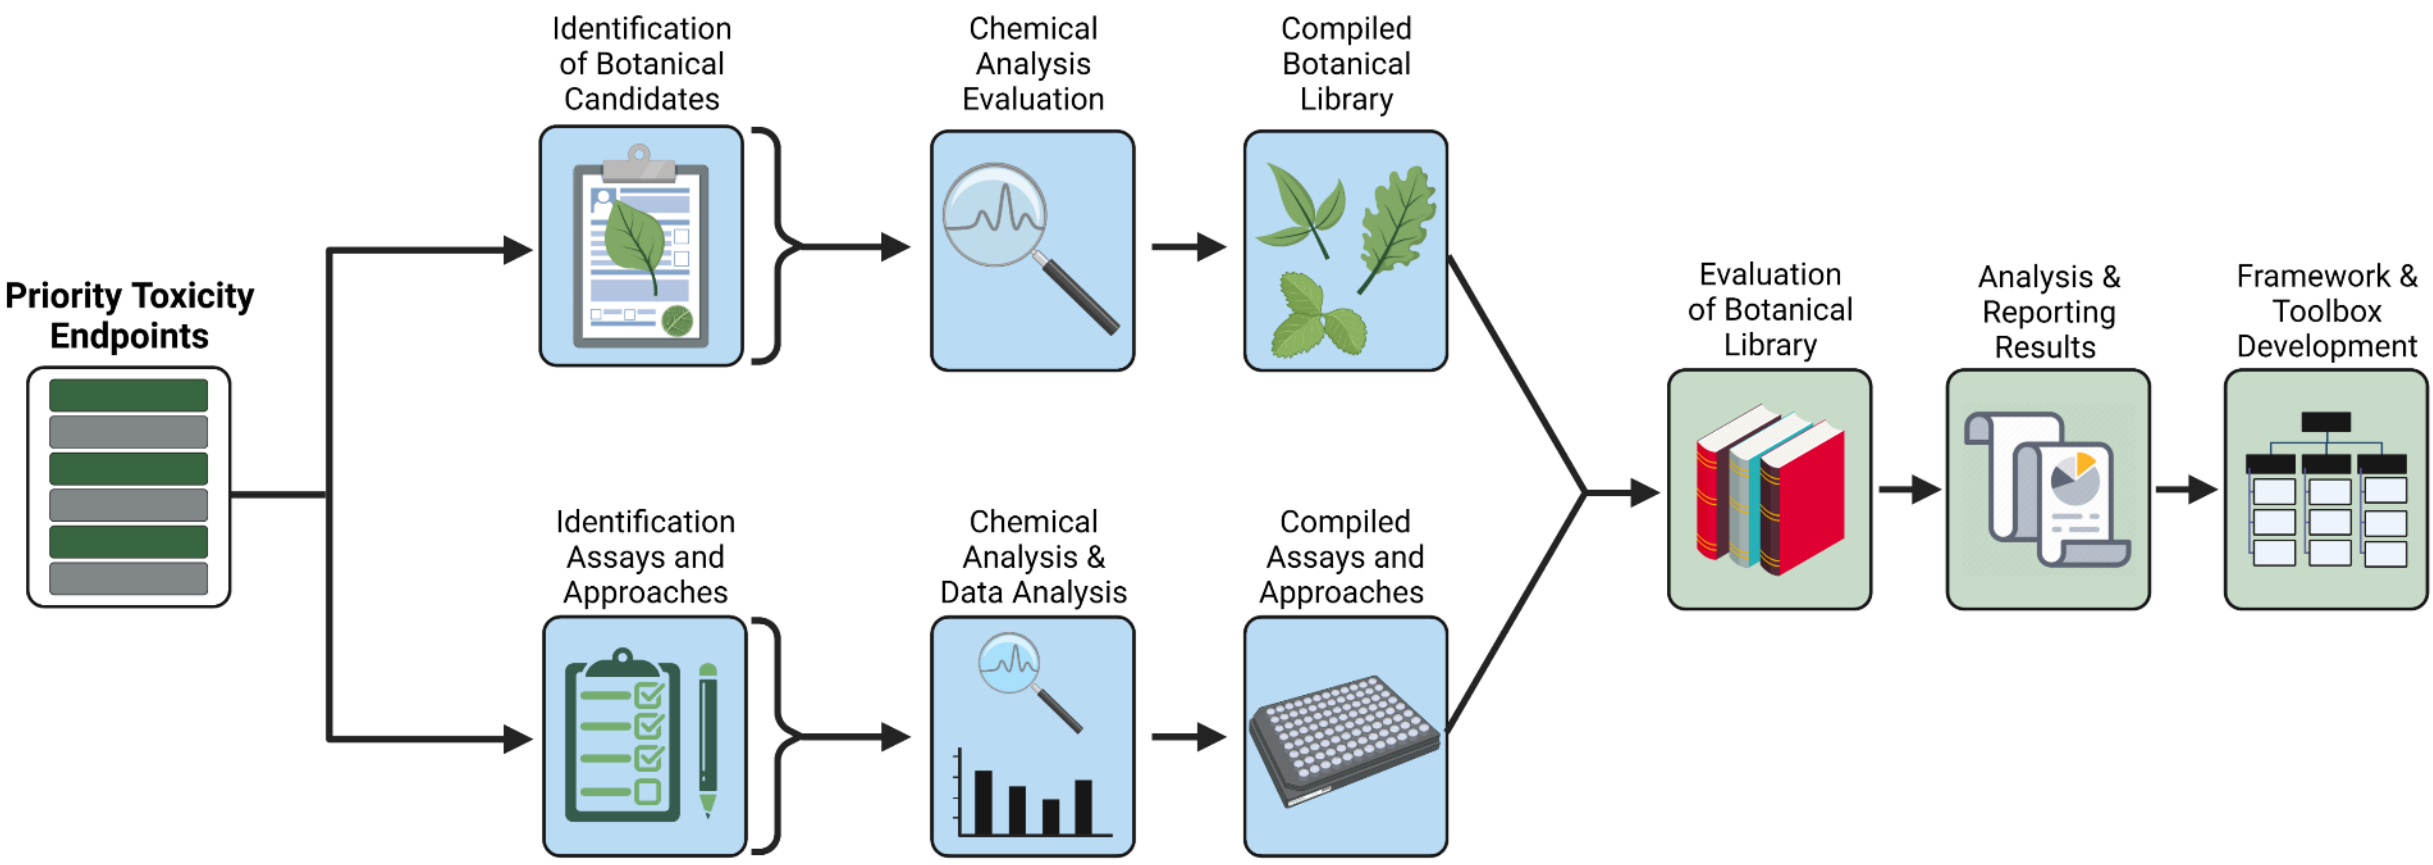 Priority Toxicity
Endpoints
Identification
of Botanical
Candidates
Chemical
Analysis
Evaluation
Compiled
Botanical
Library
Identification
Assays and
Approaches
Chemical
Analysis &
Data Analysis
Compiled
Assays and
Approaches
Evaluation
of Botanical
Library
Analysis &
Reporting
Results
Framework &
Toolbox
Development